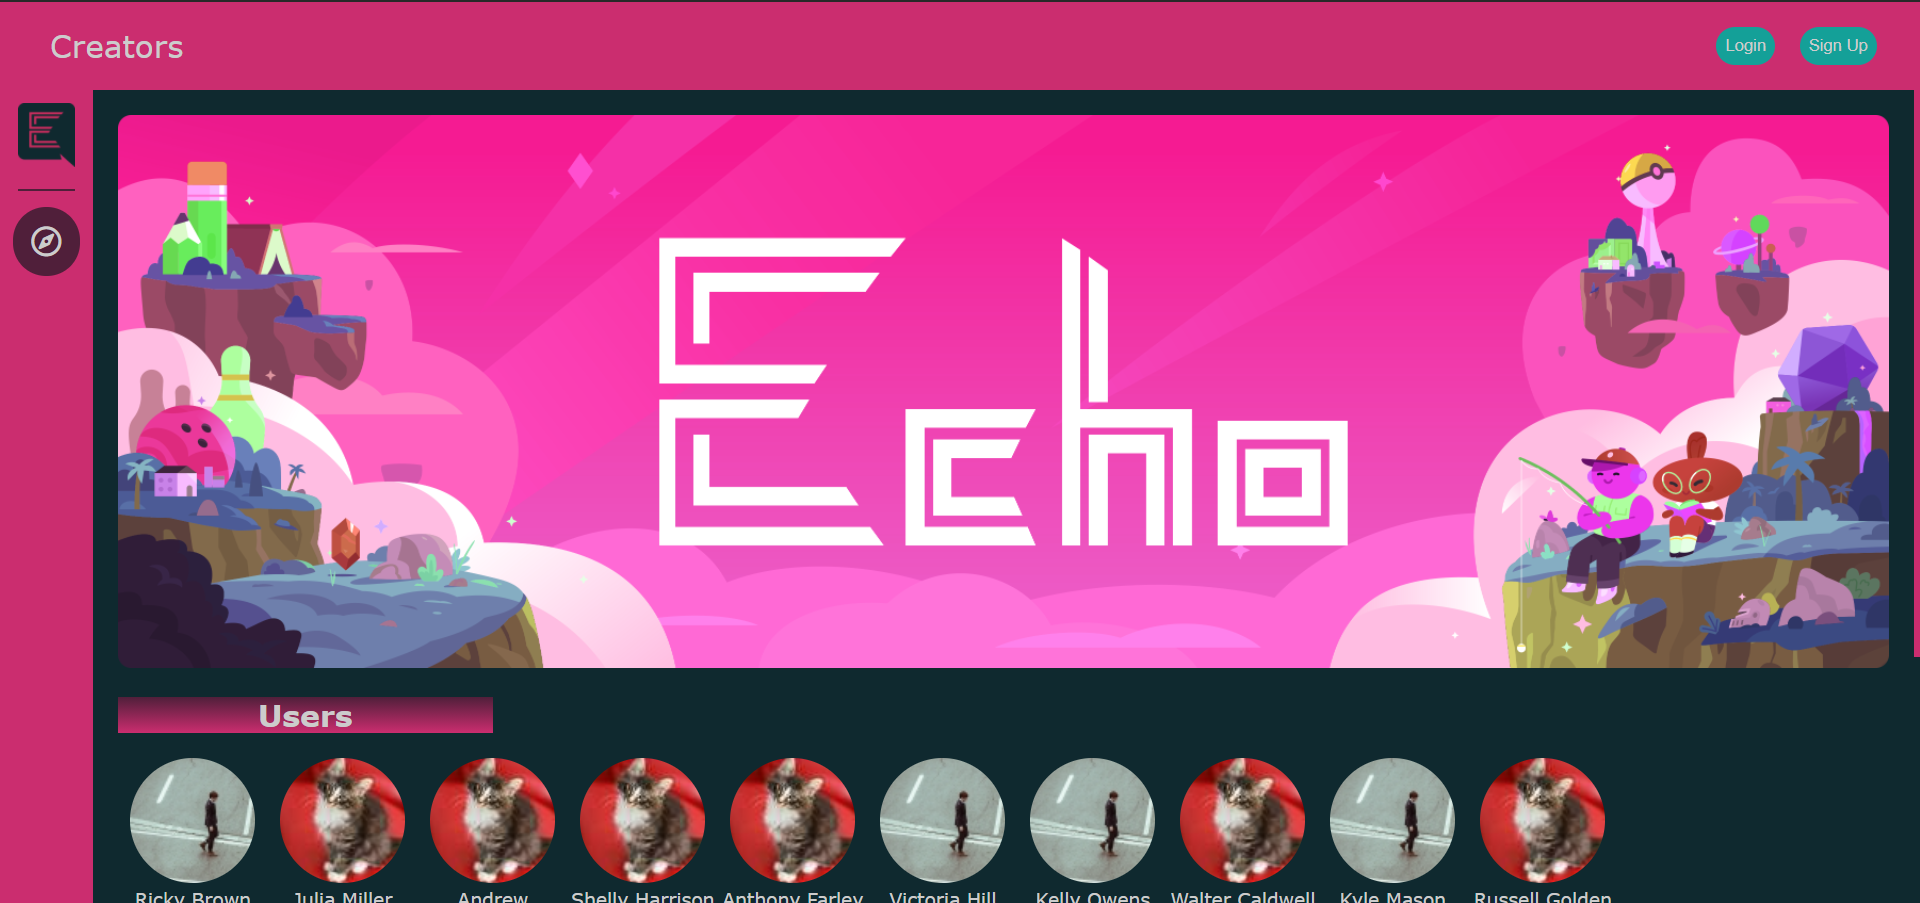 Creators
Login
Sign Up
E
Echo
Users
Ricky Brown
Julia Miller
Andrew
Shelly Harrison
Anthony Farley
Victoria Hill
Kelly Owens
Walter Caldwell
Kyle Mason
Russell Golden